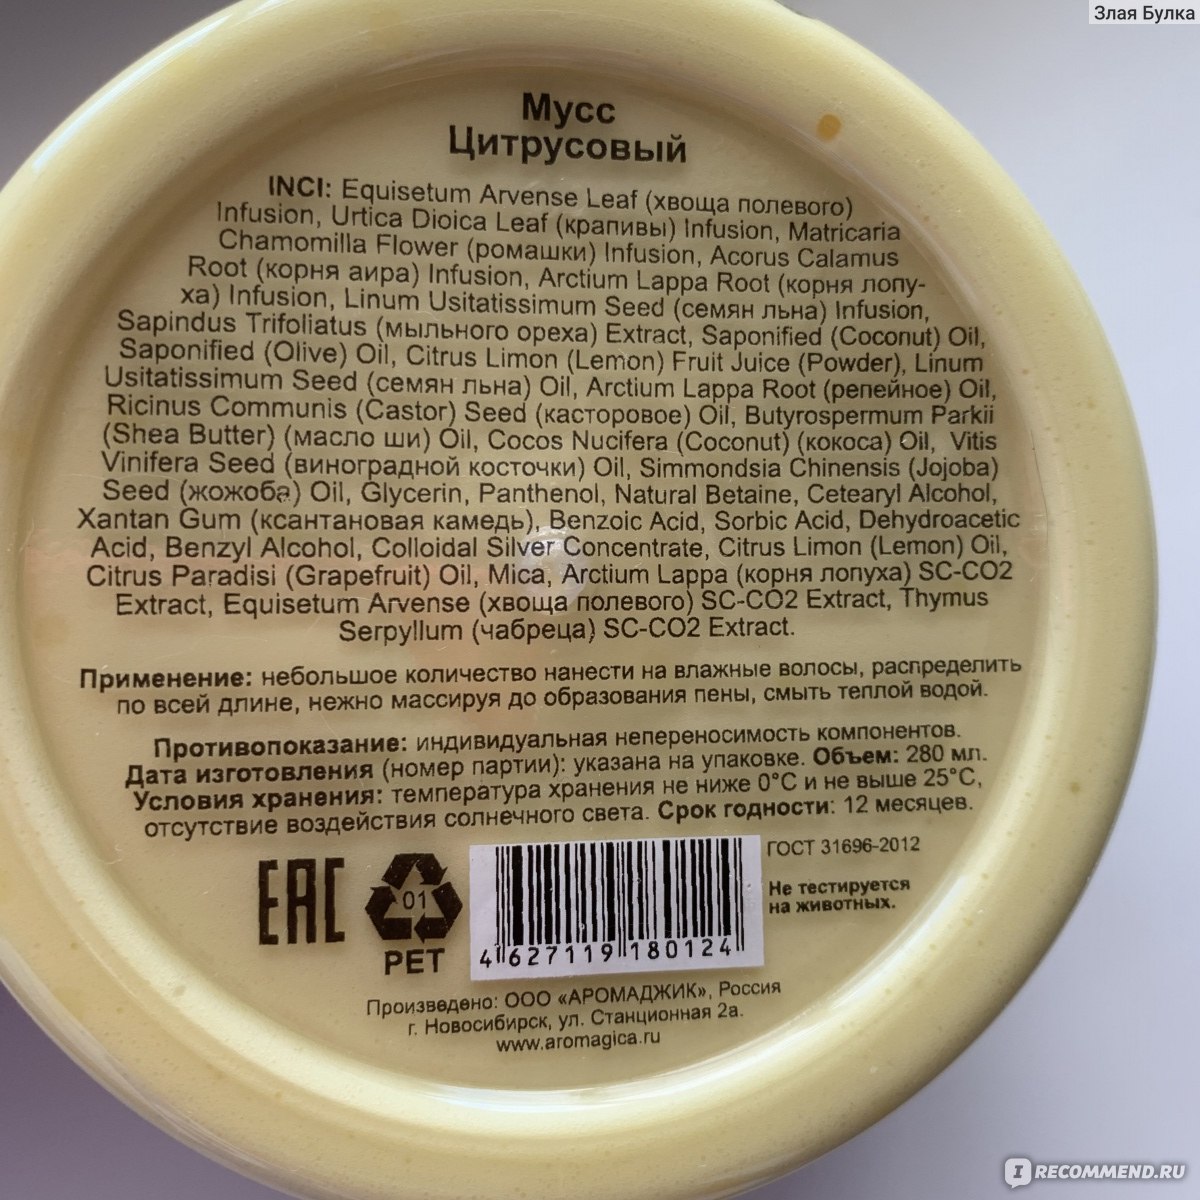 Злая Булка
Мусс
Цитрусовый
INCI: Equisetum Arvense Leaf (хвоща полевого)
Infusion, Urtica Dioica Leaf (крапивы) Infusion, Matricaria
Chamomilla Flower (ромашки) Infusion, Acorus Calamus
Root (корня аира) Infusion, Arctium Lappa Root (корня лопу-
ха) Infusion, Linum Usitatissimum Seed (семян льна) Infusion,
Sapindus Trifoliatus (мыльного ореха) Extract, Saponified (Coconut) Oil,
Saponified (Olive) Oil, Citrus Limon (Lemon) Fruit Juice (Powder), Linum
Usitatissimum Seed (семян льна) Oil, Arctium Lappa Root (репейное) Oil,
Ricinus Communis (Castor) Seed (касторовое) Oil, Butyrospermum Parkii
(Shea Butter) (масло ши) Oil, Cocos Nucifera (Coconut) (кокоса) Oil, Vitis
Vinifera Seed (виноградной косточки) Oil, Simmondsia Chinensis (Jojoba)
Seed (жожоба) Oil, Glycerin, Panthenol, Natural Betaine, Cetearyl Alcohol,
Xantan Gum (ксантановая камедь), Benzoic Acid, Sorbic Acid, Dehydroacetic
Acid, Benzyl Alcohol, Colloidal Silver Concentrate, Citrus Limon (Lemon) Oil,
Citrus Paradisi (Grapefruit) Oil, Mica, Arctium Lappa (корня лопуха) SC-CO2
Extract, Equisetum Arvense (хвоща полевого) SC-CO2 Extract, Thymus
Serpyllum (чабреца) SC-CO2 Extract.
Применение: небольшое количество нанести на влажные волосы, распределить
по всей длине, нежно массируя до образования пены, смыть теплой водой.
Противопоказание: индивидуальная непереносимость компонентов.
Дата изготовления (номер партии): указана на упаковке. Объем: 280 мл.
Условия хранения: температура хранения не ниже 0°С и не выше 25°С,
отсутствие воздействия солнечного света. Срок годности: 12 месяцев.
ГОСТ 31696-2012
Не тестируется
на животных.
EAC
01
PET
4 627119 180124
Произведено: ООО «АРОМАДЖИК», Россия
г. Новосибирск, ул. Станционная 2а.
www.aromagica.ru
IRECOMMEND.RU